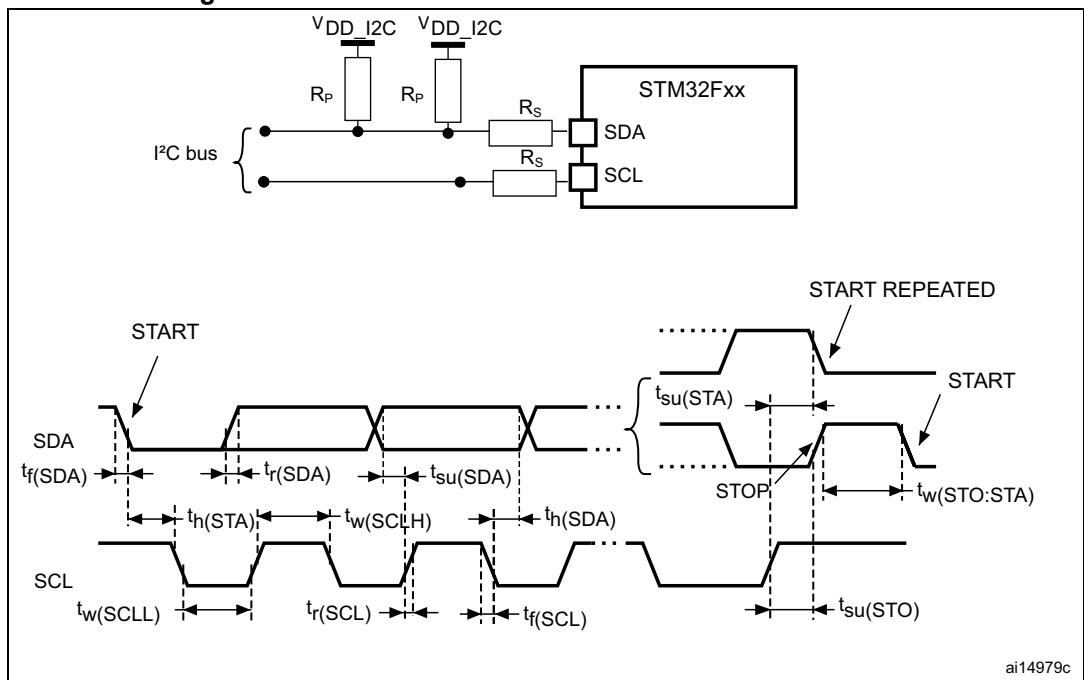 VDD_I2C VDD_I2C
STM32Fxx
RP RP
RS
SDA
I²C bus
RS
SCL
START REPEATED
START
START
tsu(STA)
SDA
tf(SDA) tr(SDA) tsu(SDA)
STOP
tw(STO:STA)
th(STA) tw(SCLH) th(SDA)
SCL
tw(SCLL) tr(SCL) tf(SCL) tsu(STO)
ai14979c